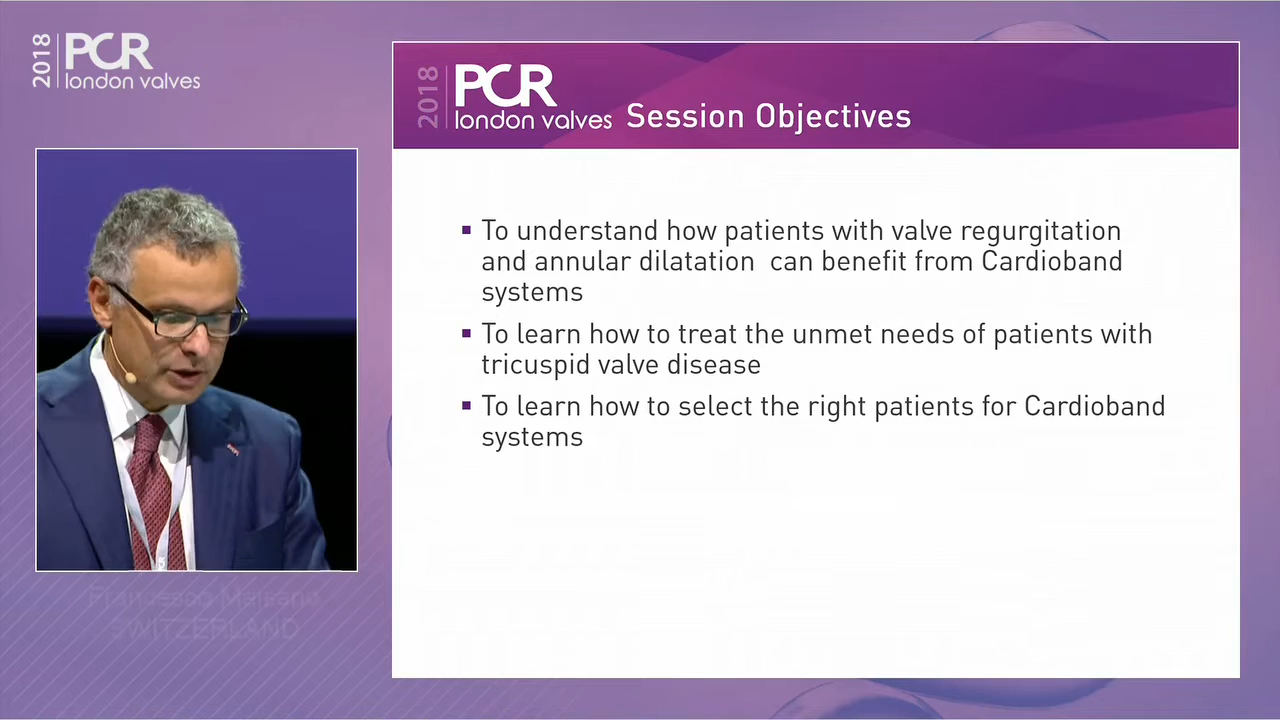 2018 PCR
london valves
2018 PCR
london valves Session Objectives
To understand how patients with valve regurgitation
and annular dilatation can benefit from Cardioband
systems
To learn how to treat the unmet needs of patients with
tricuspid valve disease
To learn how to select the right patients for Cardioband
systems
Francesco Maisano
SWITZERLAND